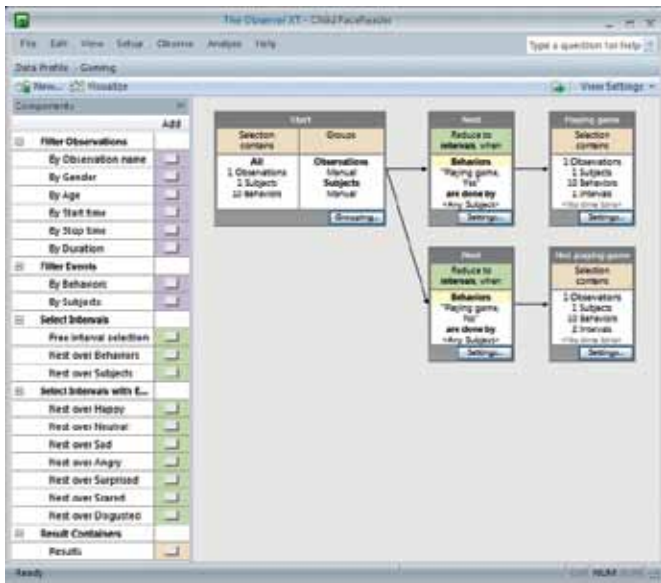 The Observer XT - Child FaceReader
File Edit View Setup Observe Analyze Help
Type a question for help
Data Profile - Gaming
New... Visualize
View Settings
Components
Add
Filter Observations
By Observation name
By Gender
By Age
By Start time
By Stop time
By Duration
Filter Events
By Behaviors
By Subjects
Select Intervals
Free interval selection
Nest over Behaviors
Nest over Subjects
Select Intervals with E...
Nest over Happy
Nest over Neutral
Nest over Sad
Nest over Angry
Nest over Surprised
Nest over Scared
Nest over Disgusted
Result Containers
Results
Start
Selection contains
Groups
All
1 Observations
1 Subjects
10 Behaviors
Observations
Manual
Subjects
Manual
Grouping...
Nest
Reduce to
intervals, when
Behaviors
"Playing game,
Yes"
are done by
<Any Subject>
Settings...
Playing game
Selection
contains
1 Observations
1 Subjects
10 Behaviors
1 Intervals
Settings...
Nest
Reduce to
intervals, when
Behaviors
"Playing game,
No"
are done by
<Any Subject>
Settings...
Not playing game
Selection
contains
1 Observations
1 Subjects
10 Behaviors
2 Intervals
Settings...
Ready
NUM